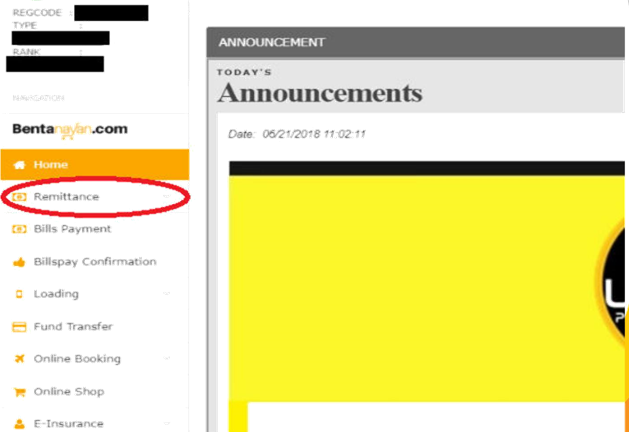 REGCODE :
TYPE
RANK :
NAVIGATION
Bentanayan.com
Home
Remittance
Bills Payment
Billspay Confirmation
Loading
Fund Transfer
Online Booking
Online Shop
E-Insurance
ANNOUNCEMENT
TODAY'S
Announcements
Date: 06/21/2018 11:02:11